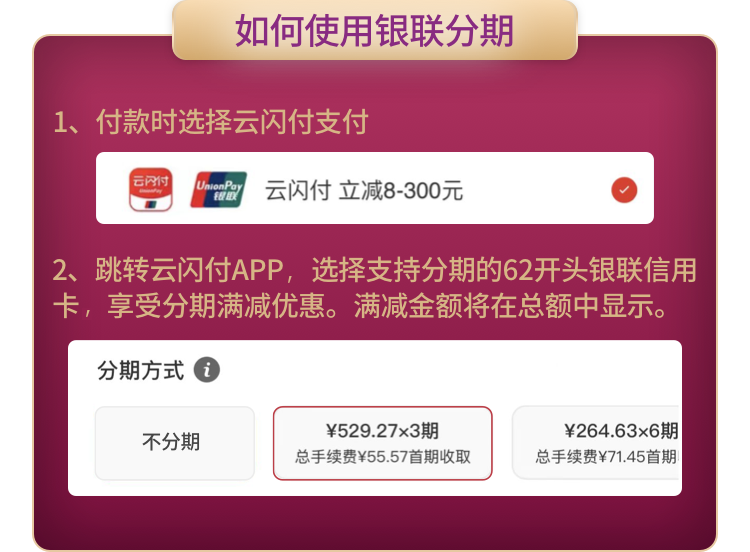 如何使用银联分期
1、付款时选择云闪付支付
云闪付
UnionPay
UnionPay
银联
云闪付 立减8-300元
2、跳转云闪付APP，选择支持分期的62开头银联信用
卡，享受分期满减优惠。满减金额将在总额中显示。
分期方式
不分期
¥529.27×3期
总手续费¥55.57首期收取
¥264.63×6期
总手续费¥71.45首期